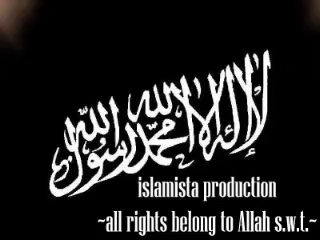 لا إله إلا الله محمد رسول الله
islamista production
~all rights belong to Allah s.w.t.~